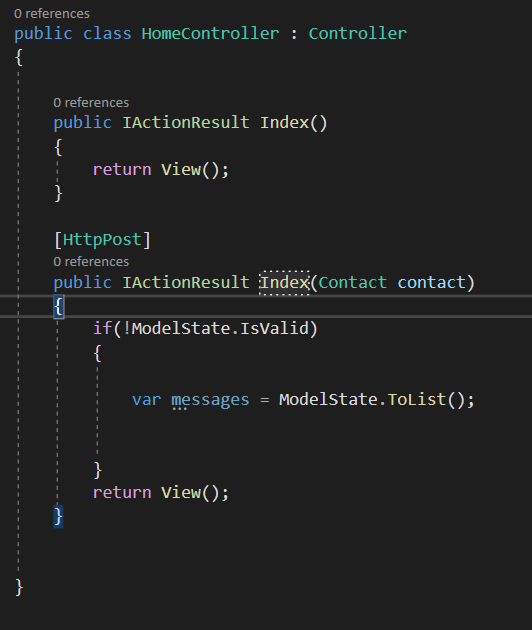 0 references
public class HomeController : Controller
{
0 references
public IActionResult Index()
{
return View();
}
[HttpPost]
0 references
public IActionResult Index(Contact contact)
{
if(!ModelState.IsValid)
{
var messages = ModelState.ToList();
}
return View();
}
}